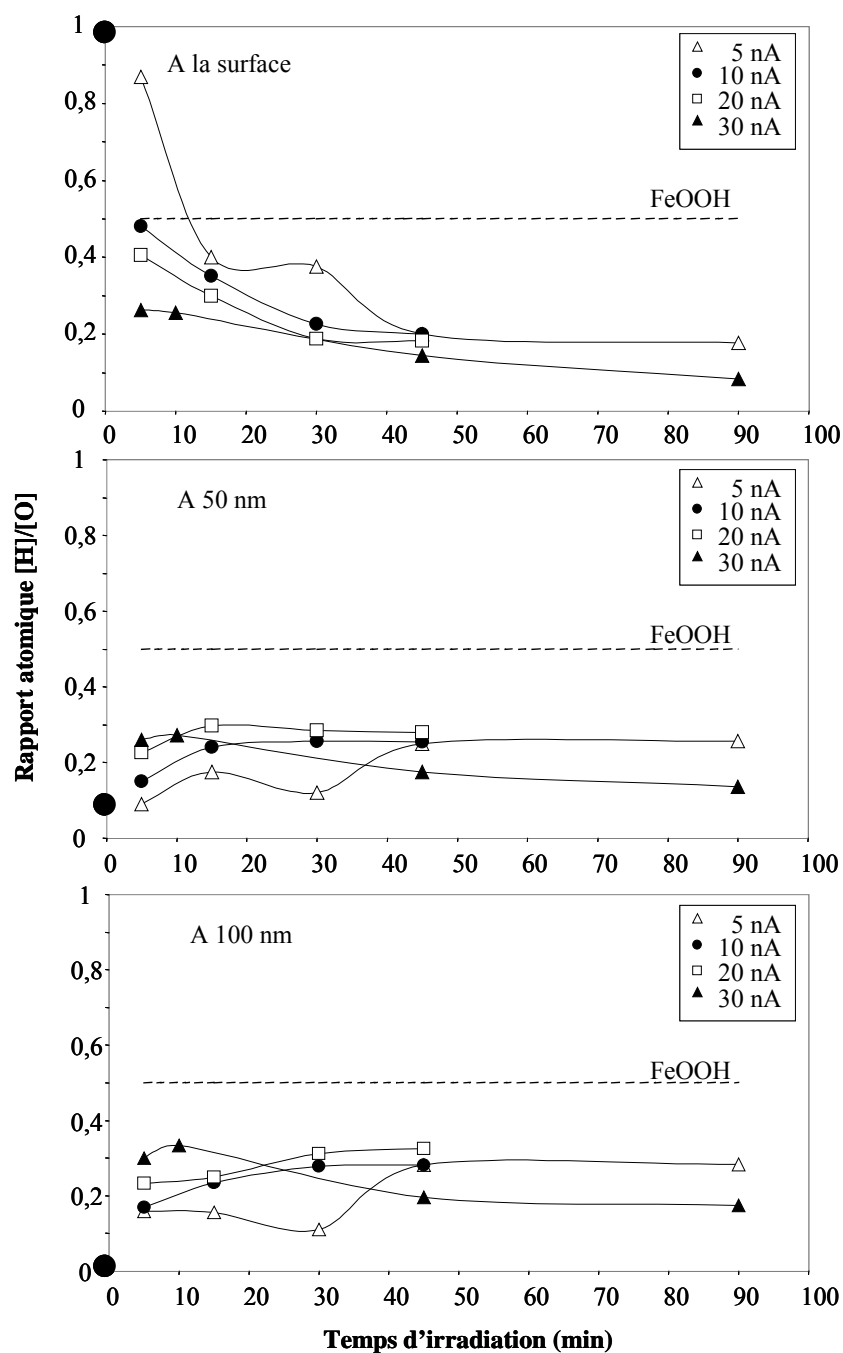 Rapport atomique [H]/[O]
1
0,8
0,6
0,4
0,2
0
A la surface
5 nA
10 nA
20 nA
30 nA
FeOOH
0 10 20 30 40 50 60 70 80 90 100
1
0,8
0,6
0,4
0,2
0
A 50 nm
5 nA
10 nA
20 nA
30 nA
FeOOH
0 10 20 30 40 50 60 70 80 90 100
1
0,8
0,6
0,4
0,2
0
A 100 nm
5 nA
10 nA
20 nA
30 nA
FeOOH
0 10 20 30 40 50 60 70 80 90 100
Temps d'irradiation (min)